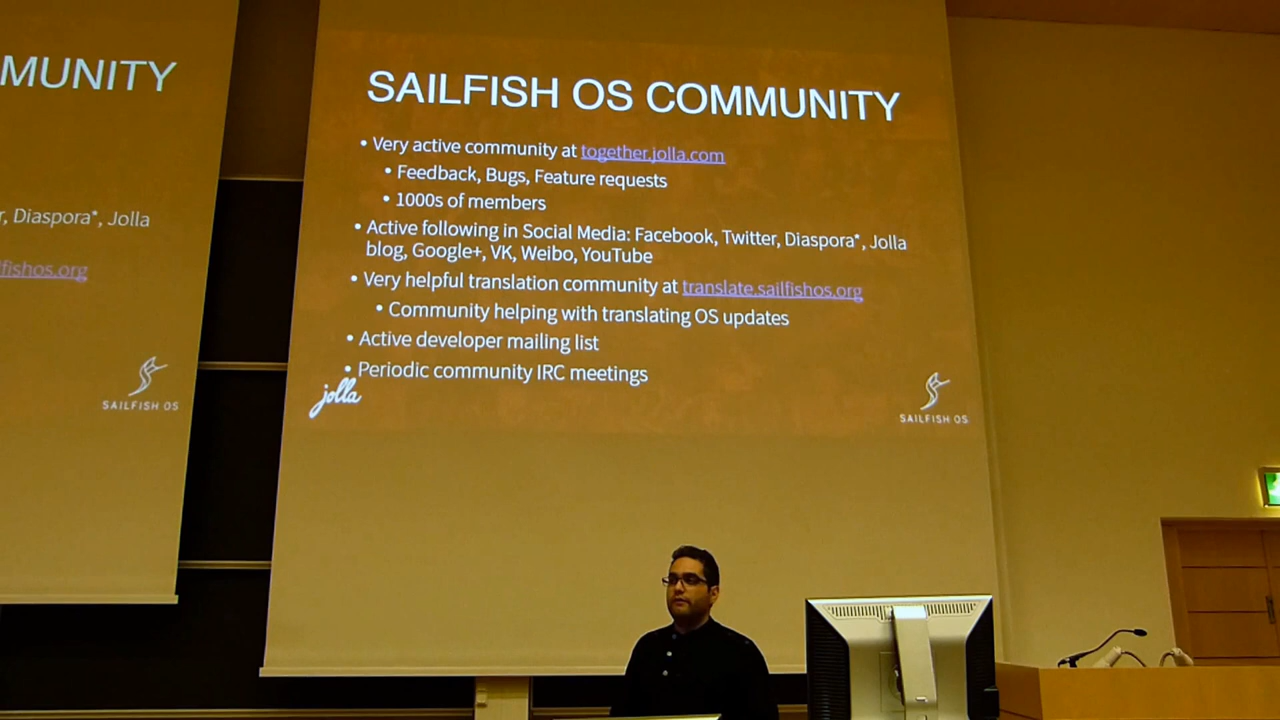 MUNITY
r, Diaspora*, Jolla
fishos.org
SAILFISH OS
SAILFISH OS COMMUNITY
• Very active community at together.jolla.com
• Feedback, Bugs, Feature requests
• 1000s of members
• Active following in Social Media: Facebook, Twitter, Diaspora*, Jolla
blog, Google+, VK, Weibo, YouTube
• Very helpful translation community at translate.sailfishos.org
• Community helping with translating OS updates
• Active developer mailing list
• Periodic community IRC meetings
jolla
SAILFISH OS